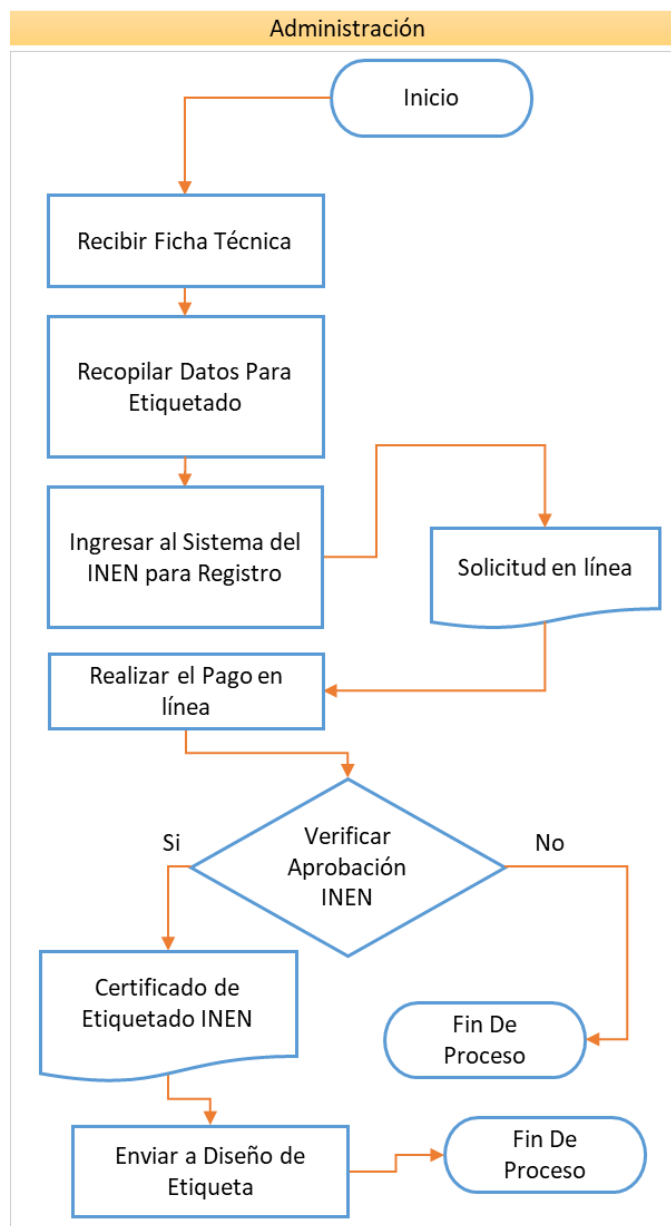 Administración
Inicio
Recibir Ficha Técnica
Recopilar Datos Para
Etiquetado
Ingresar al Sistema del
INEN para Registro
Solicitud en línea
Realizar el Pago en
línea
Si
Verificar
Aprobación
INEN
No
Certificado de
Etiquetado INEN
Fin De
Proceso
Enviar a Diseño de
Etiqueta
Fin De
Proceso